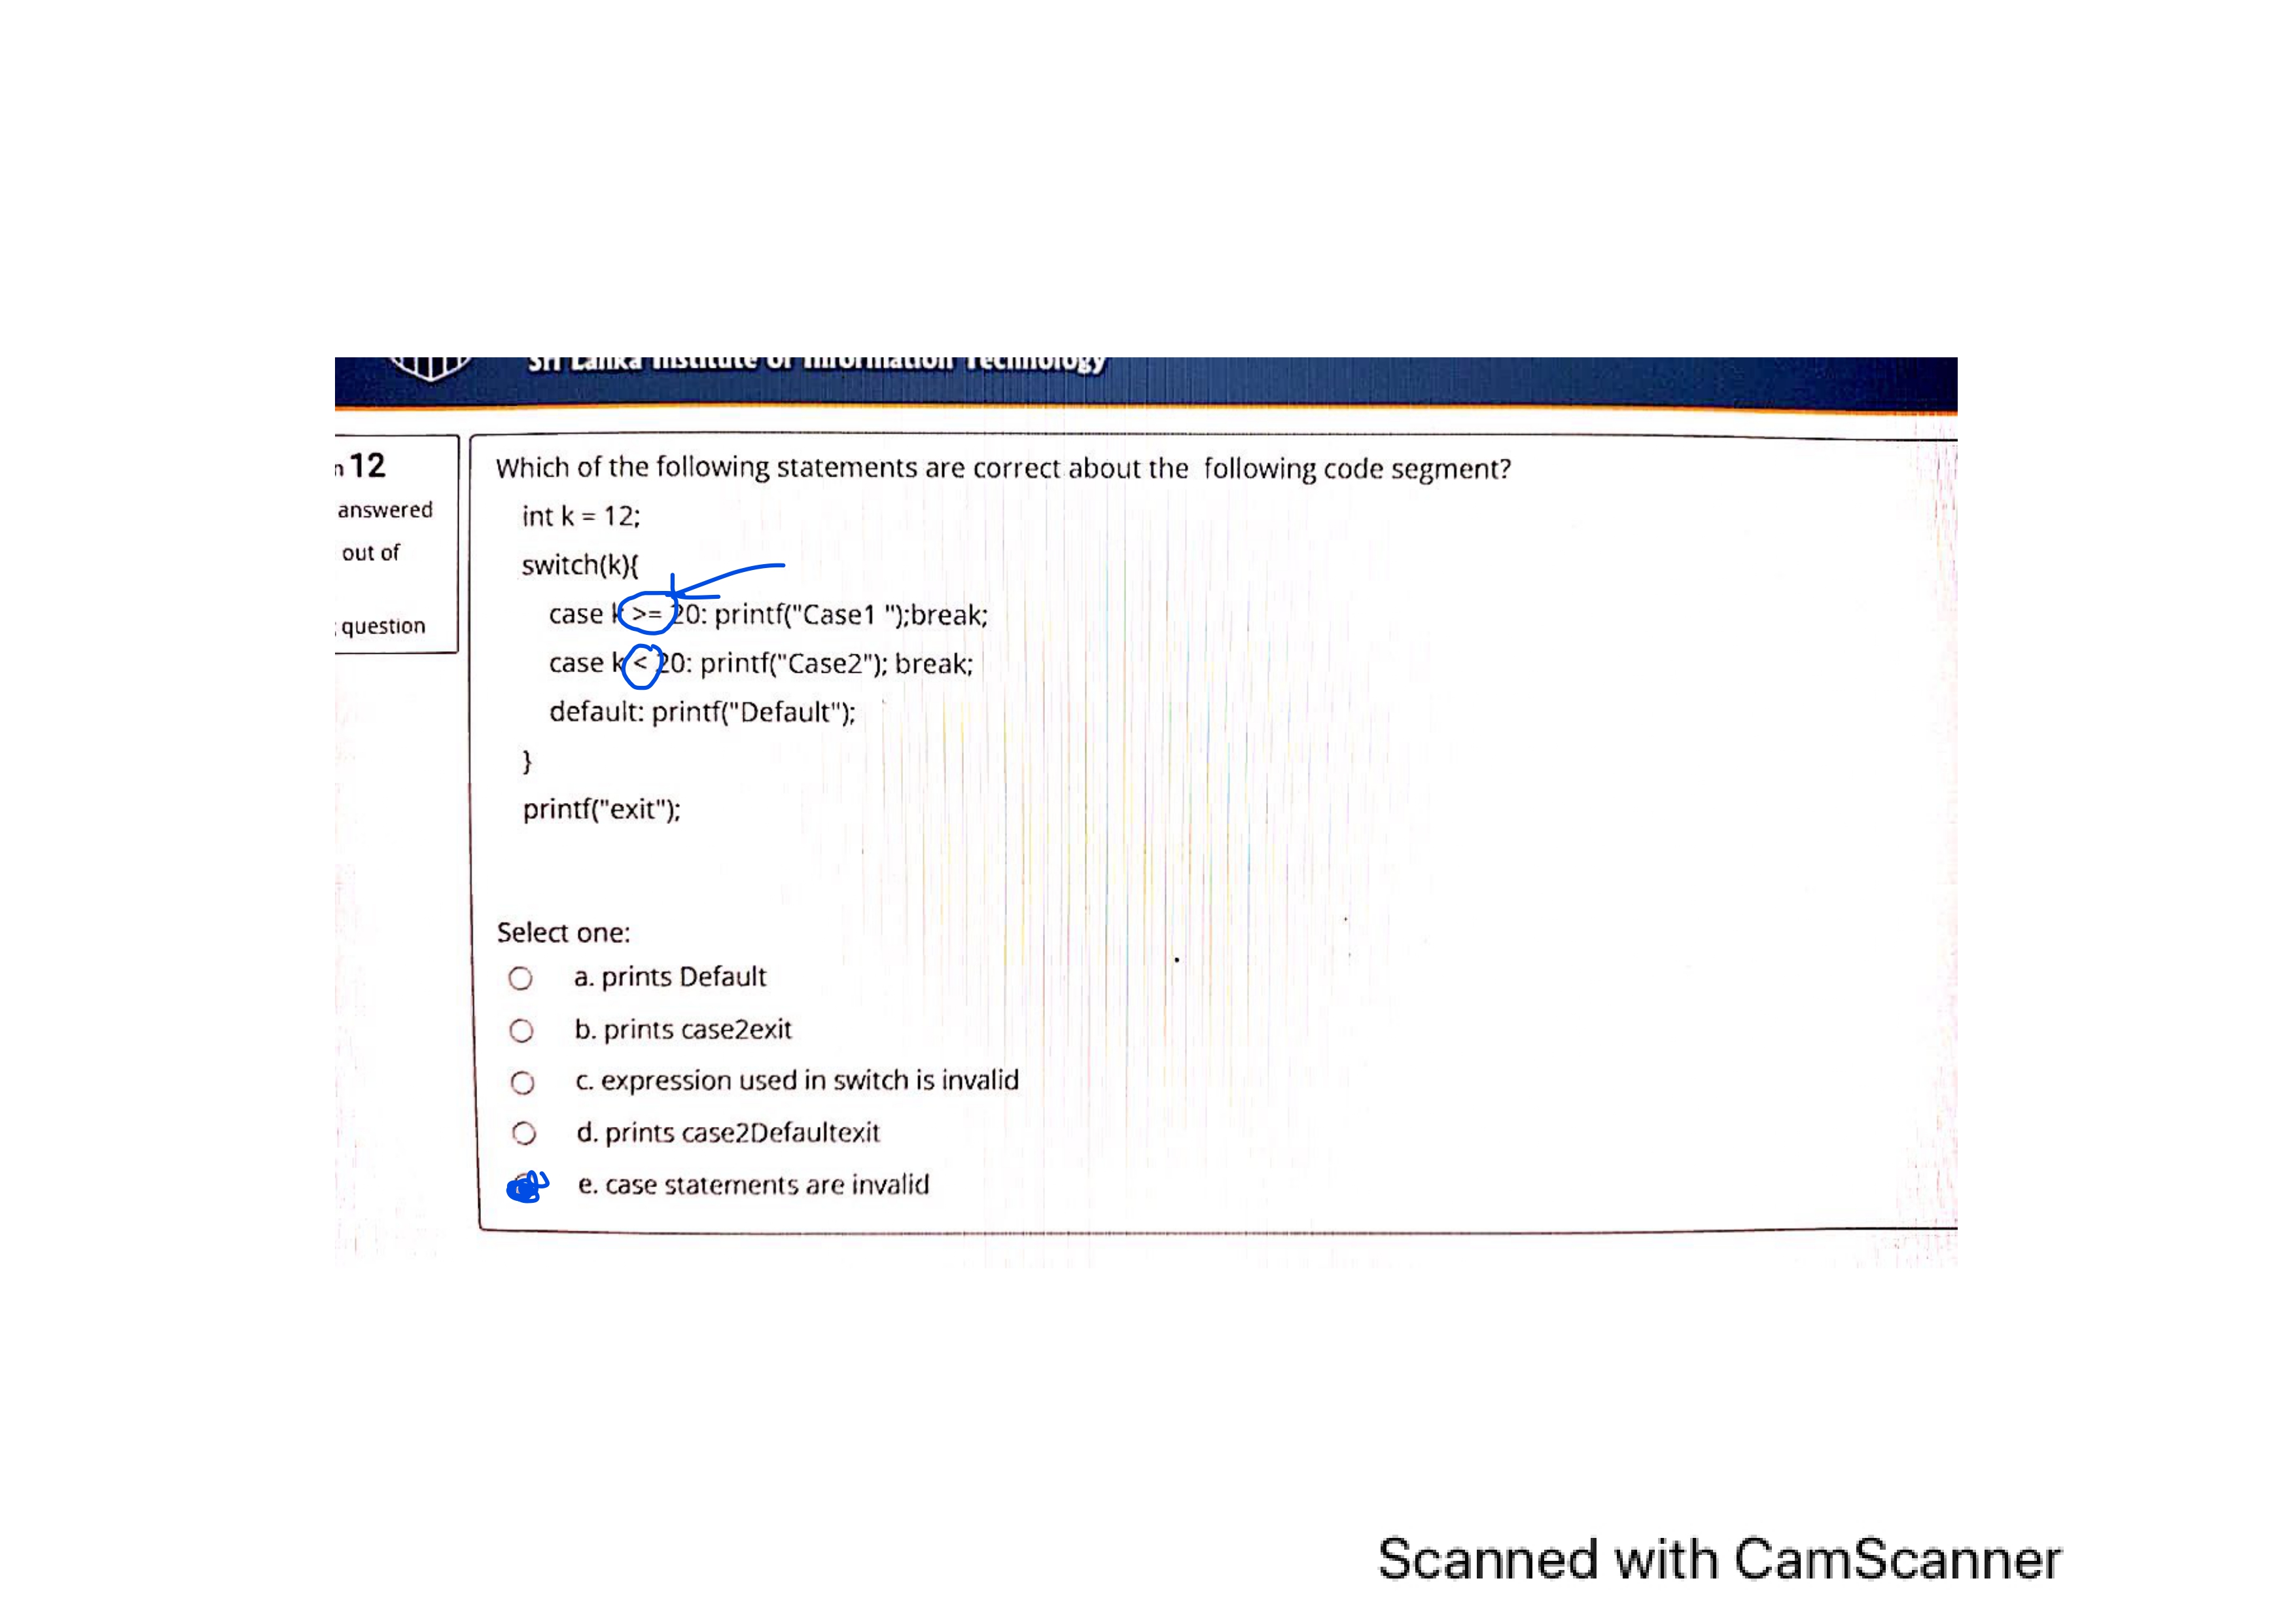 Sri Lanka Institute of Information Technology
n 12
answered
out of
question
Which of the following statements are correct about the following code segment?
int k = 12;
switch(k){
case k >= 20: printf("Case1 ");break;
case k < 20: printf("Case2"); break;
default: printf("Default");
}
printf("exit");
Select one:
a. prints Default
b. prints case2exit
c. expression used in switch is invalid
d. prints case2Defaultexit
e. case statements are invalid
Scanned with CamScanner